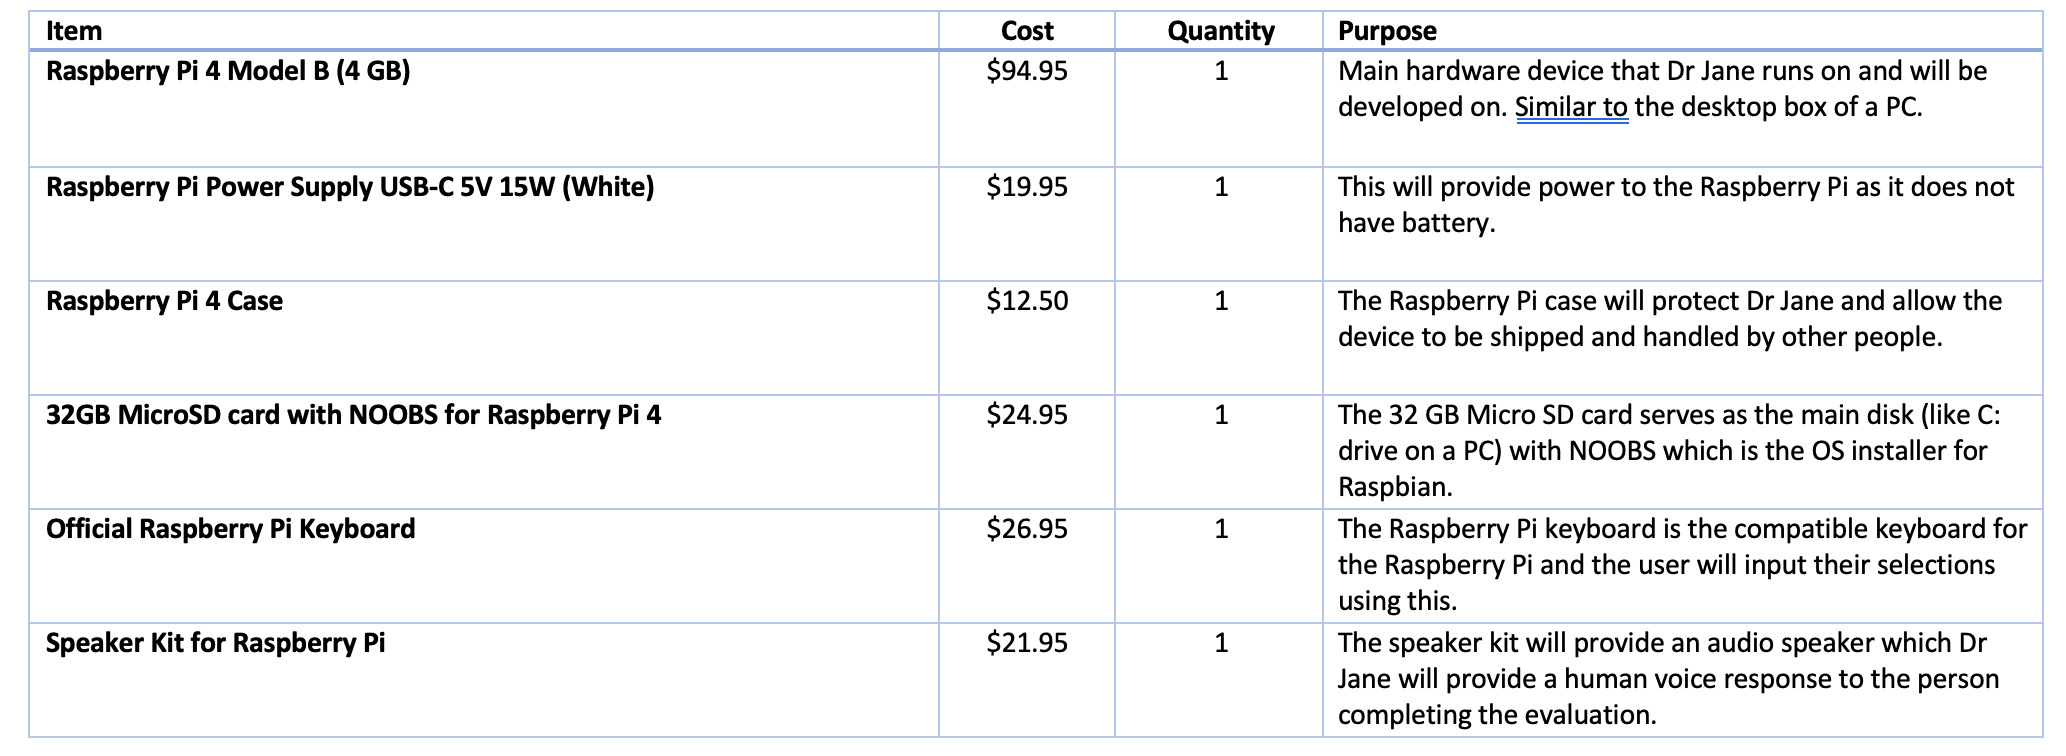 Item Cost Quantity Purpose
Raspberry Pi 4 Model B (4 GB) $94.95 1 Main hardware device that Dr Jane runs on and will be
developed on. Similar to the desktop box of a PC.
Raspberry Pi Power Supply USB-C 5V 15W (White) $19.95 1 This will provide power to the Raspberry Pi as it does not
have battery.
Raspberry Pi 4 Case $12.50 1 The Raspberry Pi case will protect Dr Jane and allow the
device to be shipped and handled by other people.
32GB MicroSD card with NOOBS for Raspberry Pi 4 $24.95 1 The 32 GB Micro SD card serves as the main disk (like C:
drive on a PC) with NOOBS which is the OS installer for
Raspbian.
Official Raspberry Pi Keyboard $26.95 1 The Raspberry Pi keyboard is the compatible keyboard for
the Raspberry Pi and the user will input their selections
using this.
Speaker Kit for Raspberry Pi $21.95 1 The speaker kit will provide an audio speaker which Dr
Jane will provide a human voice response to the person
completing the evaluation.